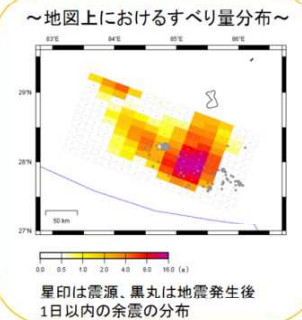 ～地図上におけるすべり量分布～
83°E 84°E 85°E 86°E
29°N
28°N
27°N
50 km
0.0 0.5 1.0 2.0 4.0 8.0 16.0 (m)
星印は震源、黒丸は地震発生後
1日以内の余震の分布